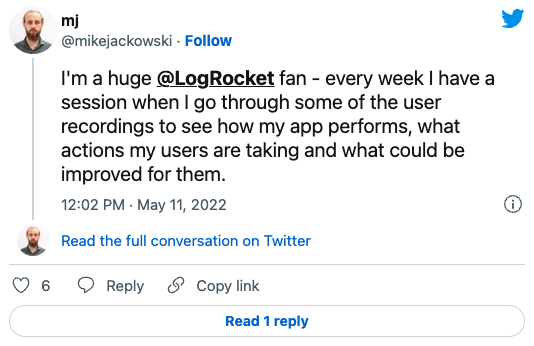 mj
@mikejackowski · Follow
I'm a huge @LogRocket fan - every week I have a
session when I go through some of the user
recordings to see how my app performs, what
actions my users are taking and what could be
improved for them.
12:02 PM · May 11, 2022
Read the full conversation on Twitter
6 Reply Copy link
Read 1 reply